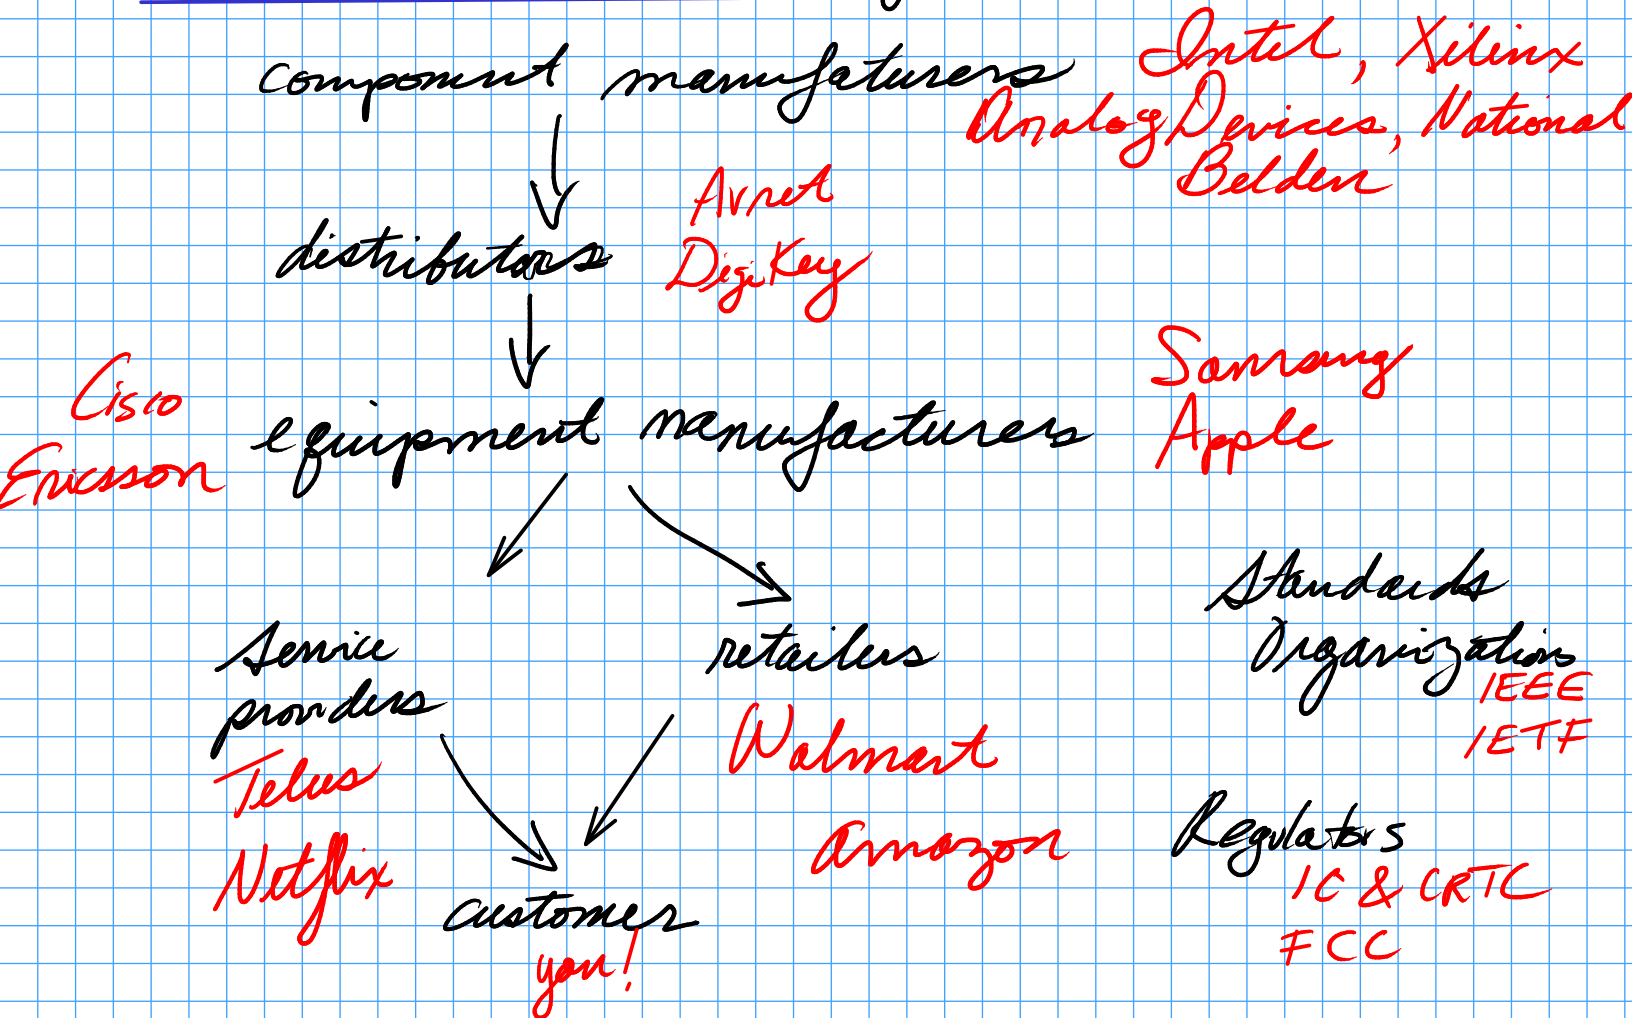 component manufaturers
Intel, Xilinx
Analog Devices, National
Belden
Avnet
distributors
DigiKey
Samsung
Cisco
equipment manufacturers
Apple
Ericsson
Standards
Organizations
IEEE
IETF
Service
providers
retailers
Telus
Walmart
Netflix
Amazon
Regulators
IC & CRTC
FCC
customer
you!